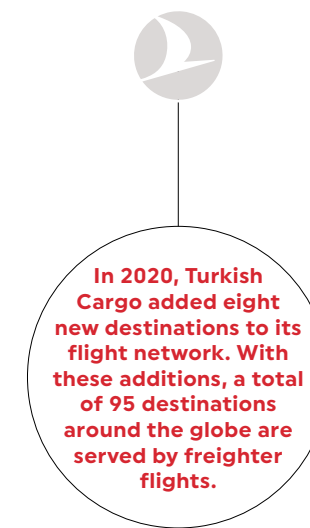 In 2020, Turkish
Cargo added eight
new destinations to its
flight network. With
these additions, a total
of 95 destinations
around the globe are
served by freighter
flights.